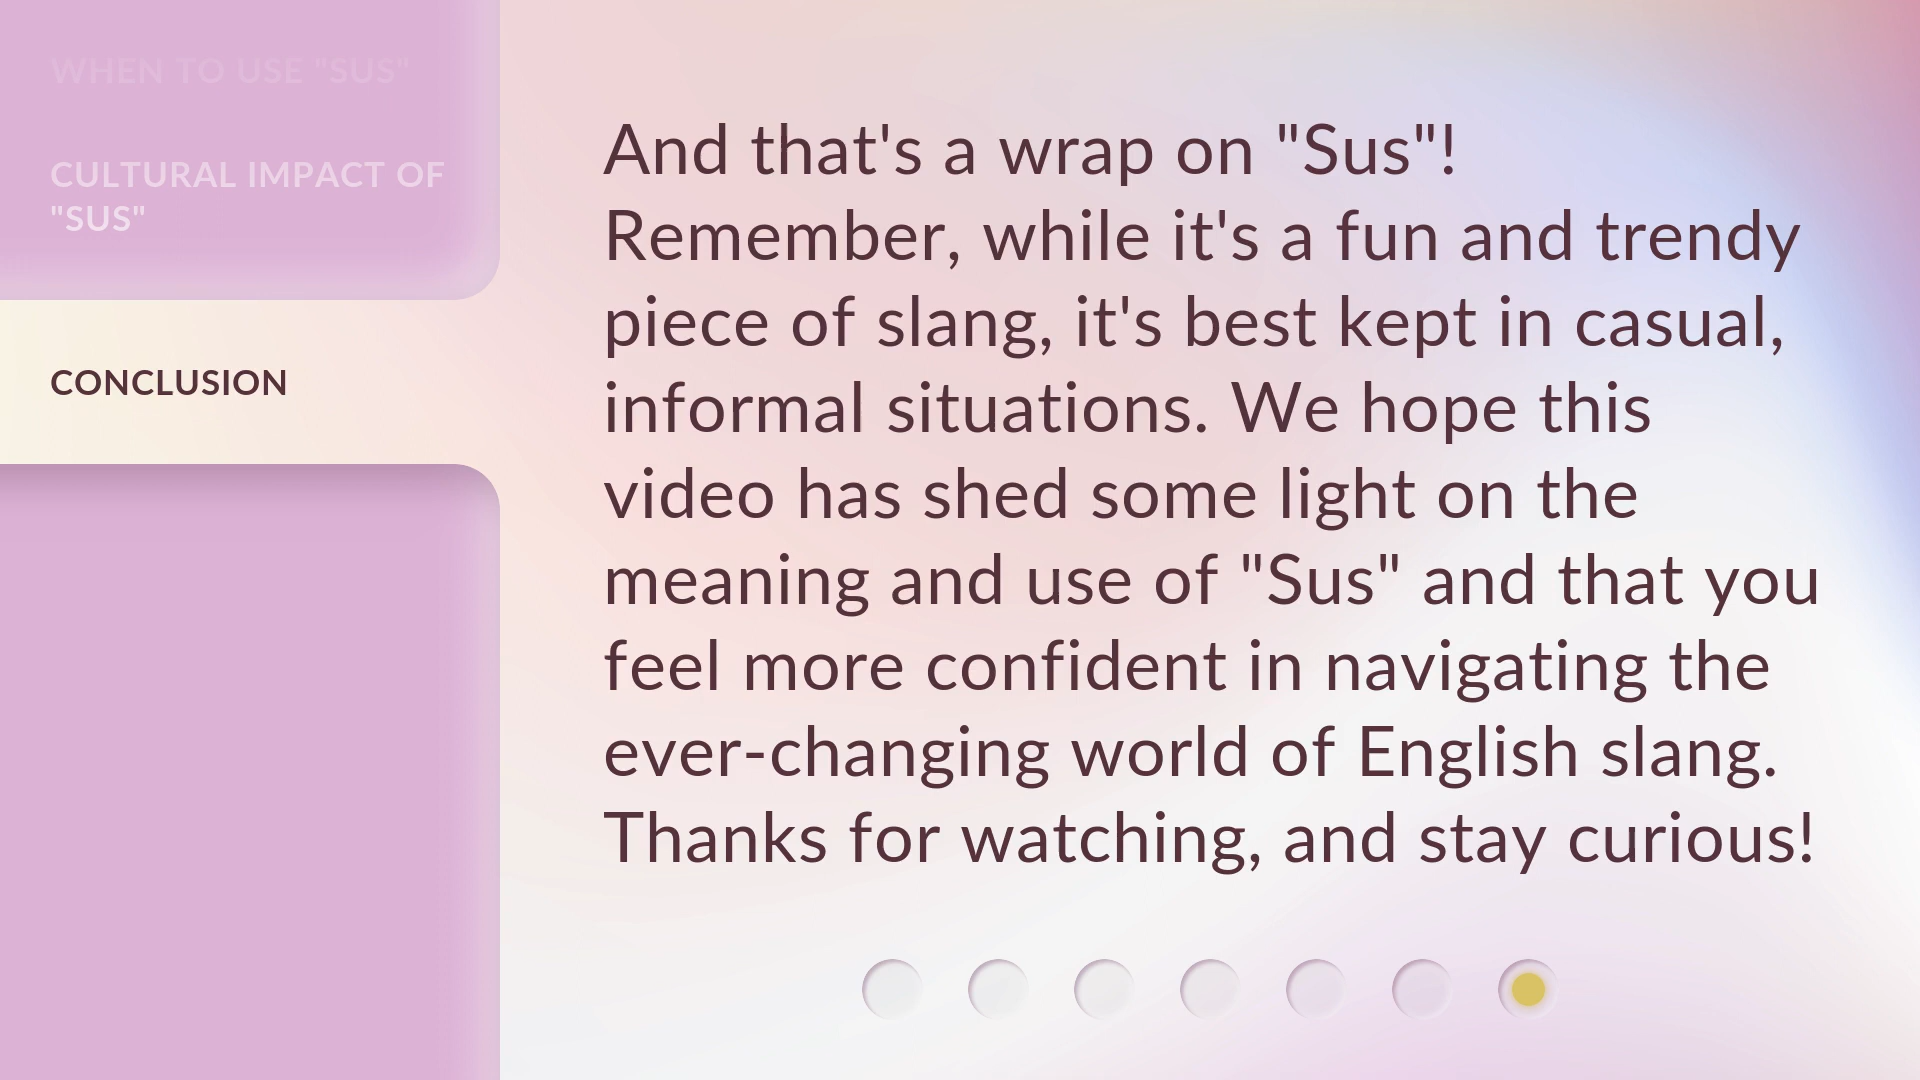 WHEN TO USE "SUS"
CULTURAL IMPACT OF
"SUS"
CONCLUSION
And that's a wrap on "Sus"!
Remember, while it's a fun and trendy
piece of slang, it's best kept in casual,
informal situations. We hope this
video has shed some light on the
meaning and use of "Sus" and that you
feel more confident in navigating the
ever-changing world of English slang.
Thanks for watching, and stay curious!